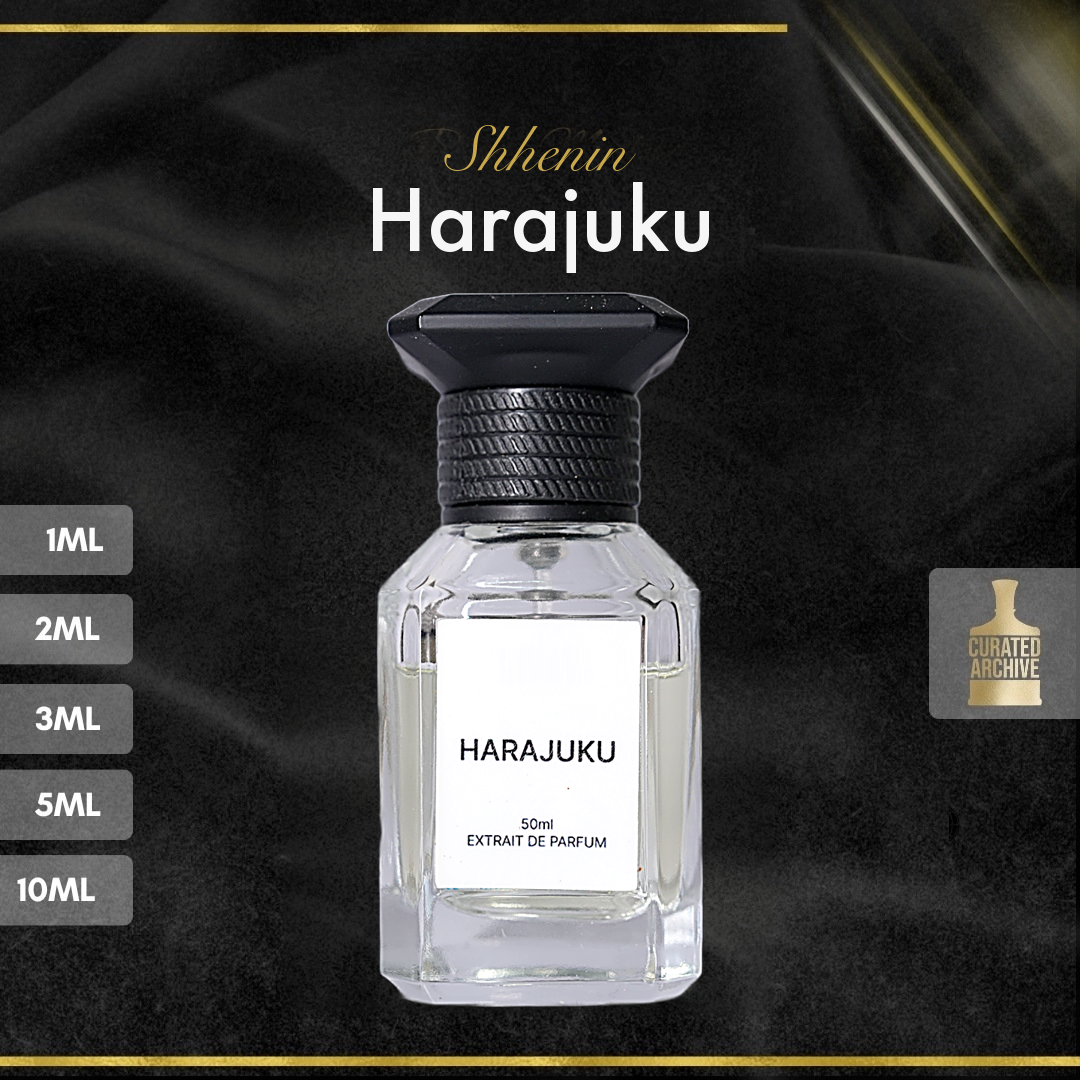 Shhenin
Harajuku
1ML
2ML
3ML
5ML
10ML
CURATED
ARCHIVE
HARAJUKU
50ml
EXTRAIT DE PARFUM